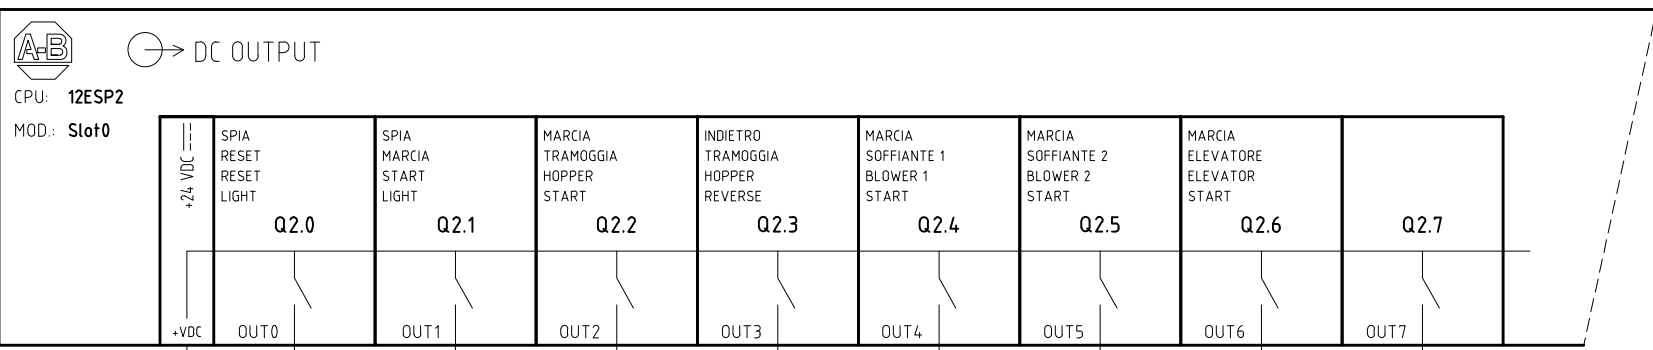 A-B
DC OUTPUT
CPU: 12ESP2
MOD.: Slot0
+24 VDC
SPIA
RESET
RESET
LIGHT
Q2.0
SPIA
MARCIA
START
LIGHT
Q2.1
MARCIA
TRAMOGGIA
HOPPER
START
Q2.2
INDIETRO
TRAMOGGIA
HOPPER
REVERSE
Q2.3
MARCIA
SOFFIANTE 1
BLOWER 1
START
Q2.4
MARCIA
SOFFIANTE 2
BLOWER 2
START
Q2.5
MARCIA
ELEVATORE
ELEVATOR
START
Q2.6
Q2.7
+VDC
OUT0
OUT1
OUT2
OUT3
OUT4
OUT5
OUT6
OUT7